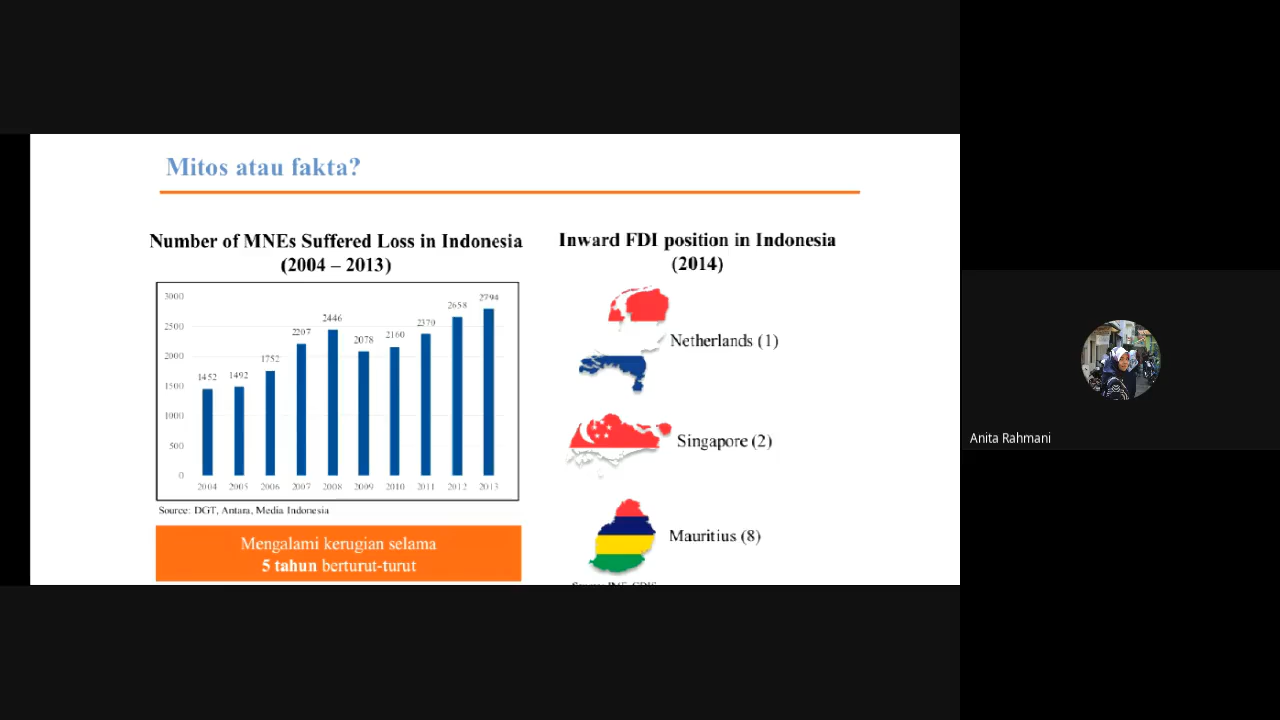 Mitos atau fakta?
Number of MNEs Suffered Loss in Indonesia
(2004 – 2013)
3000
2500
2000
1500
1000
500
0
1452
1492
1752
2207
2446
2078
2160
2370
2658
2794
2004 2005 2006 2007 2008 2009 2010 2011 2012 2013
Source: DGT, Antara, Media Indonesia
Mengalami kerugian selama
5 tahun berturut-turut
Inward FDI position in Indonesia
(2014)
Netherlands (1)
Singapore (2)
Mauritius (8)
Anita Rahmani